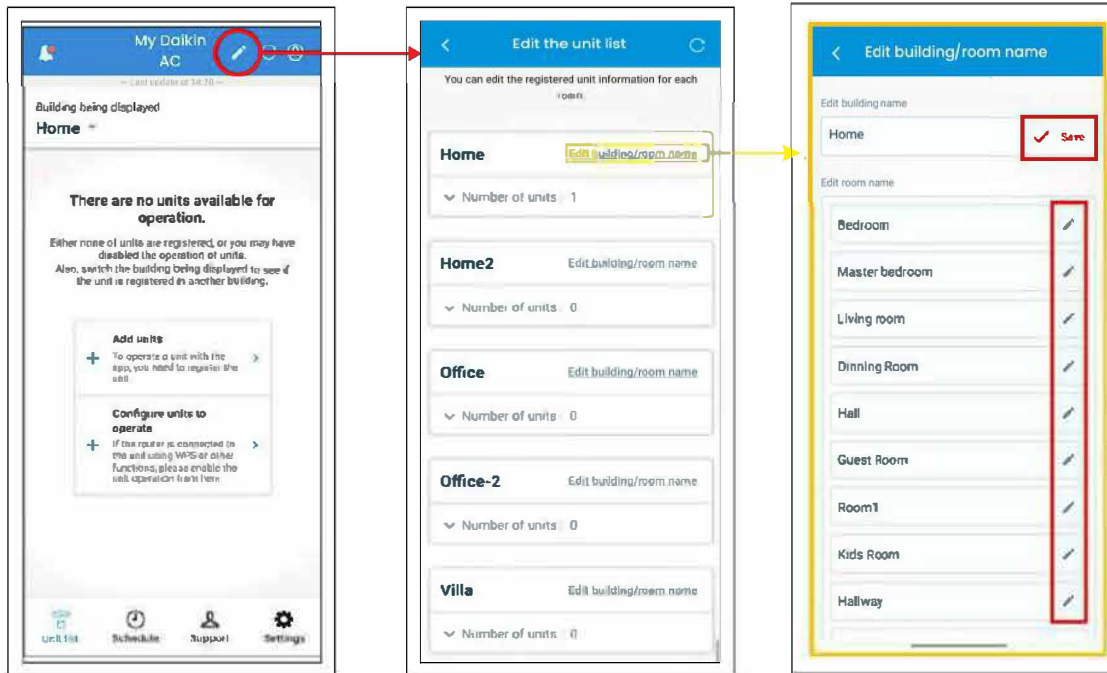 My Daikin
AC
— Last update at 14:20 —
Building being displayed
Home
There are no units available for
operation.
Either none of units are registered, or you may have
disabled the operation of units.
Also, switch the building being displayed to see if
the unit is registered in another building.
Add units
To operate a unit with the
app, you need to register the
unit
Configure units to
operate
If the router is connected to
the unit using WPS or other
functions, please enable the
unit operation from here
Unit list
Schedule
Support
Settings
Edit the unit list
You can edit the registered unit information for each
room.
Home Edit building/room name
Number of units 1
Home2 Edit building/room name
Number of units 0
Office Edit building/room name
Number of units 0
Office-2 Edit building/room name
Number of units 0
Villa Edit building/room name
Number of units 0
Edit building/room name
Edit building name
Home
Save
Edit room name
Bedroom
Master bedroom
Living room
Dinning Room
Hall
Guest Room
Room1
Kids Room
Hallway